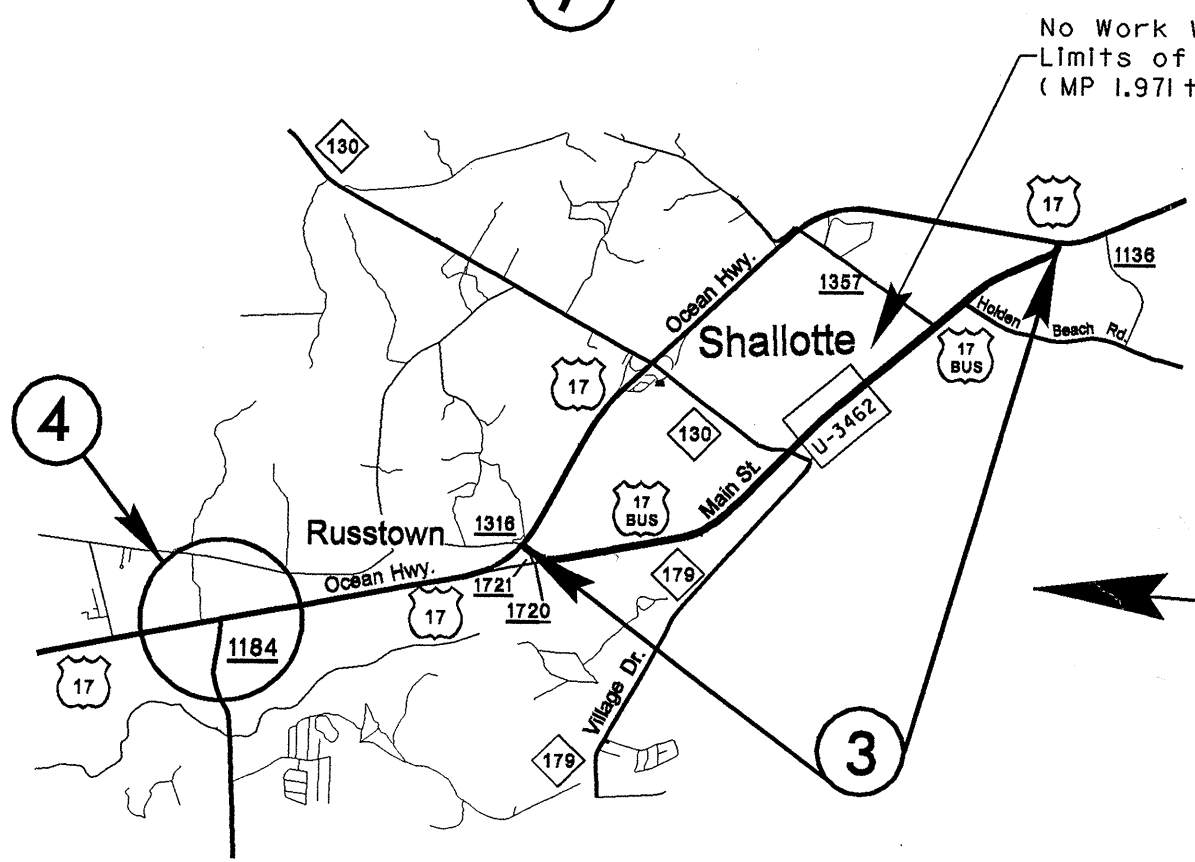 No Work
Limits of
( MP 1.971 t
130
17
1136
1357
Ocean Hwy.
Shallotte
Holden Beach Rd.
17
BUS
17
4
130
U-3462
Main St.
17
BUS
Russtown
1316
Ocean Hwy.
1721
1720
179
17
1184
17
Village Dr.
179
3